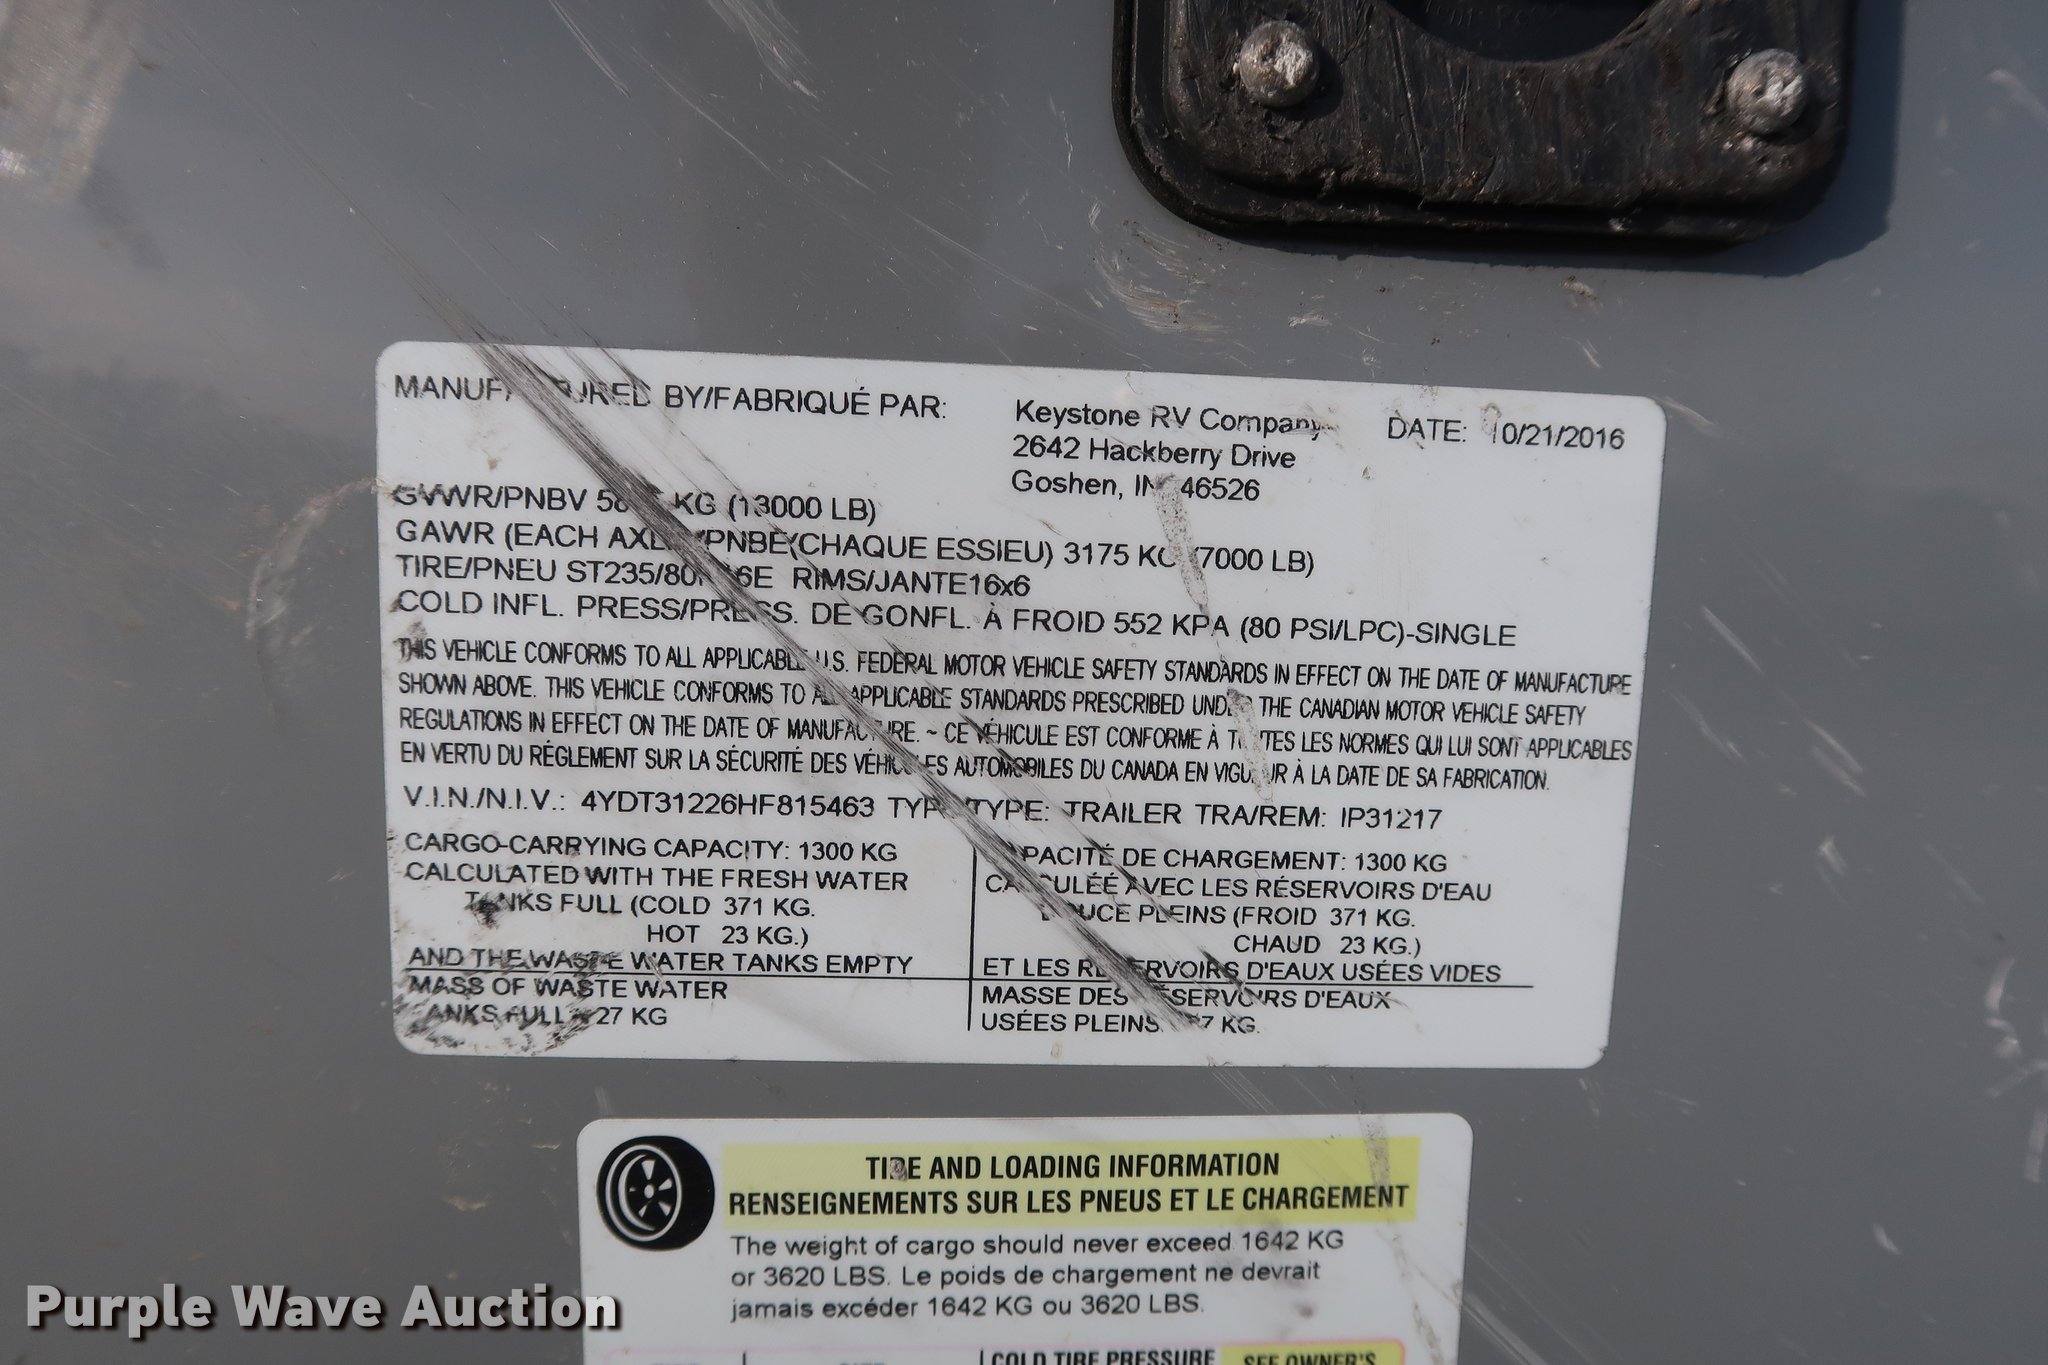 MANUFACTURED BY/FABRIQUÉ PAR: Keystone RV Company DATE: 10/21/2016
2642 Hackberry Drive
Goshen, IN 46526
GVWR/PNBV KG (13000 LB)
GAWR (EACH AXLE)/PNBE(CHAQUE ESSIEU) 3175 KG (7000 LB)
TIRE/PNEU ST235/80R16E RIMS/JANTE16x6
COLD INFL. PRESS/PRESS. DE GONFL. À FROID 552 KPA (80 PSI/LPC)-SINGLE
THIS VEHICLE CONFORMS TO ALL APPLICABLE U.S. FEDERAL MOTOR VEHICLE SAFETY STANDARDS IN EFFECT ON THE DATE OF MANUFACTURE
SHOWN ABOVE. THIS VEHICLE CONFORMS TO ALL APPLICABLE STANDARDS PRESCRIBED UNDER THE CANADIAN MOTOR VEHICLE SAFETY
REGULATIONS IN EFFECT ON THE DATE OF MANUFACTURE. ~ CE VÉHICULE EST CONFORME À TOUTES LES NORMES QUI LUI SONT APPLICABLES
EN VERTU DU RÉGLEMENT SUR LA SÉCURITÉ DES VÉHICULES AUTOMOBILES DU CANADA EN VIGUEUR À LA DATE DE SA FABRICATION.
V.I.N./N.I.V.: 4YDT31226HF815463 TYPE/TYPE: TRAILER TRA/REM: IP31217
CARGO-CARRYING CAPACITY: 1300 KG
CALCULATED WITH THE FRESH WATER
TANKS FULL (COLD 371 KG.
HOT 23 KG.)
AND THE WASTE WATER TANKS EMPTY
MASS OF WASTE WATER
TANKS FULL KG
CAPACITÉ DE CHARGEMENT: 1300 KG
CALCULÉÉ AVEC LES RÉSERVOIRS D'EAU
DOUCE PLEINS (FROID 371 KG.
CHAUD 23 KG.)
ET LES RÉSERVOIRS D'EAUX USÉES VIDES
MASSE DES RÉSERVOIRS D'EAUX
USÉES PLEINS KG.
TIRE AND LOADING INFORMATION
RENSEIGNEMENTS SUR LES PNEUS ET LE CHARGEMENT
The weight of cargo should never exceed 1642 KG
or 3620 LBS. Le poids de chargement ne devrait
jamais excéder 1642 KG ou 3620 LBS.
COLD TIRE PRESSURE SEE OWNER'S
Purple Wave Auction